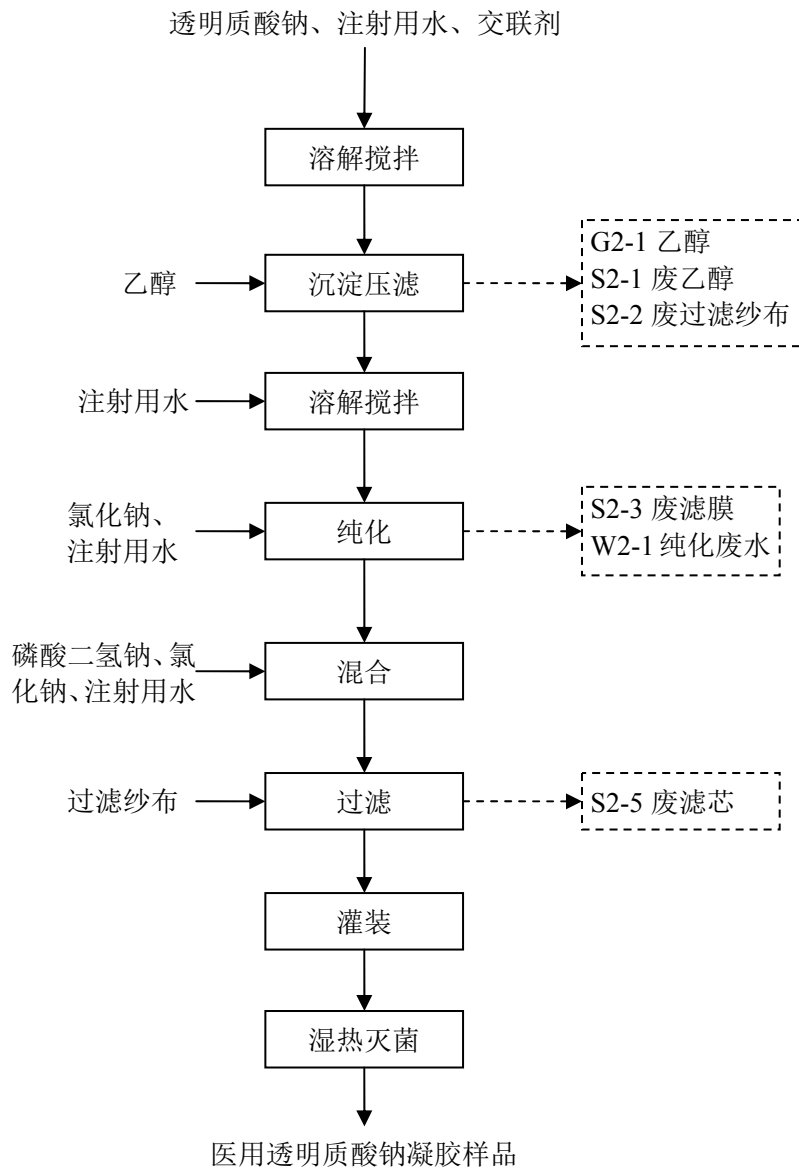 透明质酸钠、注射用水、交联剂
溶解搅拌
乙醇
沉淀压滤
G2-1 乙醇
S2-1 废乙醇
S2-2 废过滤纱布
注射用水
溶解搅拌
氯化钠、
注射用水
纯化
S2-3 废滤膜
W2-1 纯化废水
磷酸二氢钠、氯
化钠、注射用水
混合
过滤纱布
过滤
S2-5 废滤芯
灌装
湿热灭菌
医用透明质酸钠凝胶样品